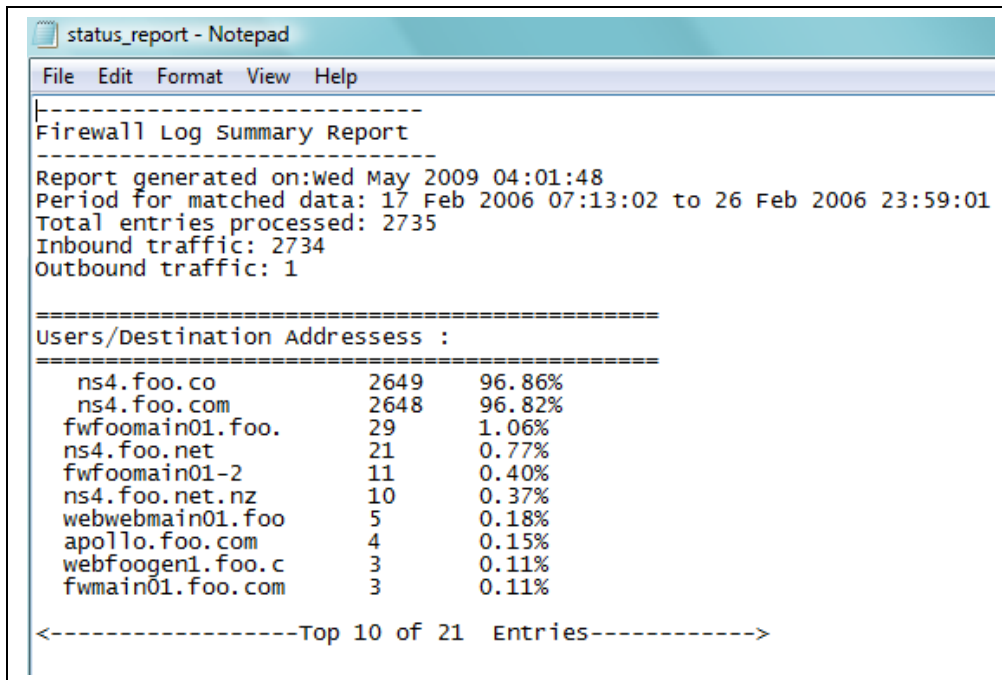 status_report - Notepad
File Edit Format View Help
----------------------------
Firewall Log Summary Report
-----------------------------
Report generated on:Wed May 2009 04:01:48
Period for matched data: 17 Feb 2006 07:13:02 to 26 Feb 2006 23:59:01
Total entries processed: 2735
Inbound traffic: 2734
Outbound traffic: 1
=============================================
Users/Destination Addressess :
=============================================
ns4.foo.co 2649 96.86%
ns4.foo.com 2648 96.82%
fwfoomain01.foo. 29 1.06%
ns4.foo.net 21 0.77%
fwfoomain01-2 11 0.40%
ns4.foo.net.nz 10 0.37%
webwebmain01.foo 5 0.18%
apollo.foo.com 4 0.15%
webfoogen1.foo.c 3 0.11%
fwmain01.foo.com 3 0.11%
<------------------Top 10 of 21 Entries------------>